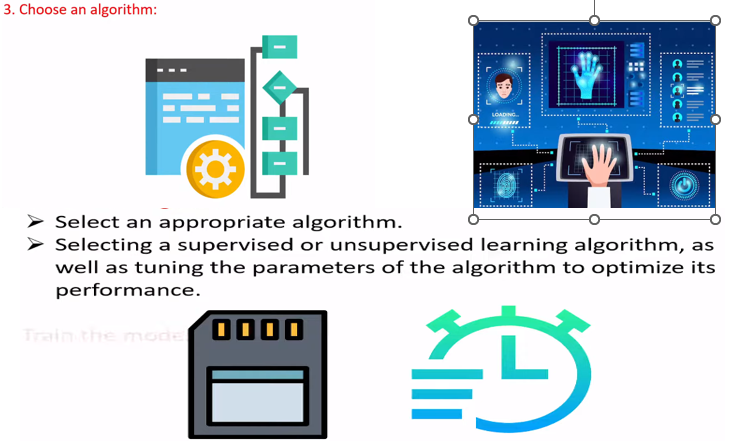 3. Choose an algorithm:
LOADING...
➢ Select an appropriate algorithm.
➢ Selecting a supervised or unsupervised learning algorithm, as
well as tuning the parameters of the algorithm to optimize its
performance.
Train the mode